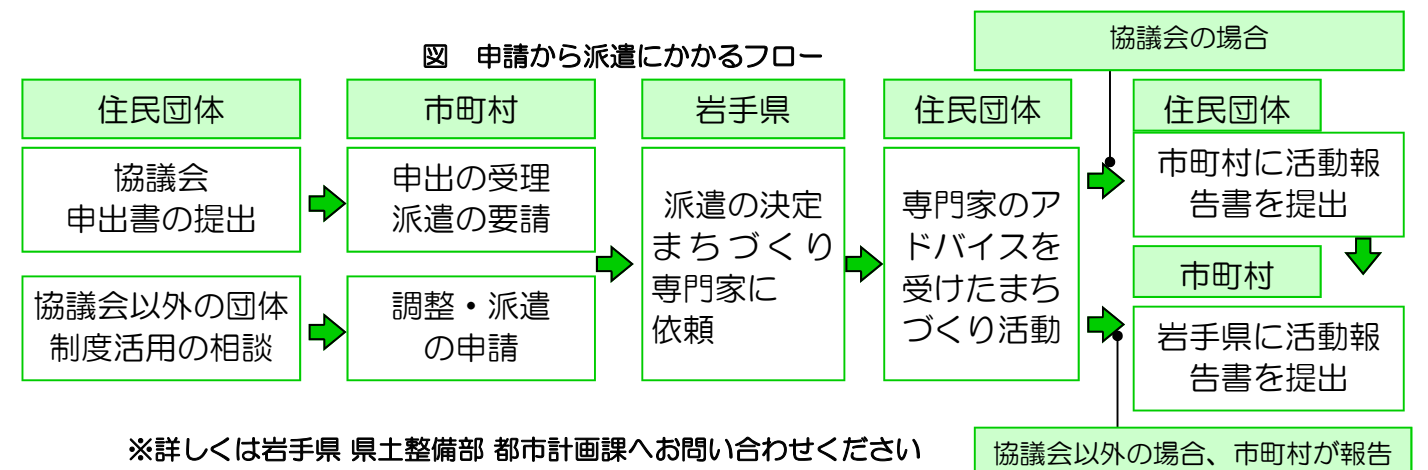 図　申請から派遣にかかるフロー
協議会の場合
住民団体
協議会
申出書の提出
協議会以外の団体
制度活用の相談
市町村
申出の受理
派遣の要請
調整・派遣
の申請
岩手県
派遣の決定
まちづくり
専門家に
依頼
住民団体
専門家のア
ドバイスを
受けたまち
づくり活動
住民団体
市町村に活動報
告書を提出
市町村
岩手県に活動報
告書を提出
協議会以外の場合、市町村が報告
※詳しくは岩手県 県土整備部 都市計画課へお問い合わせください